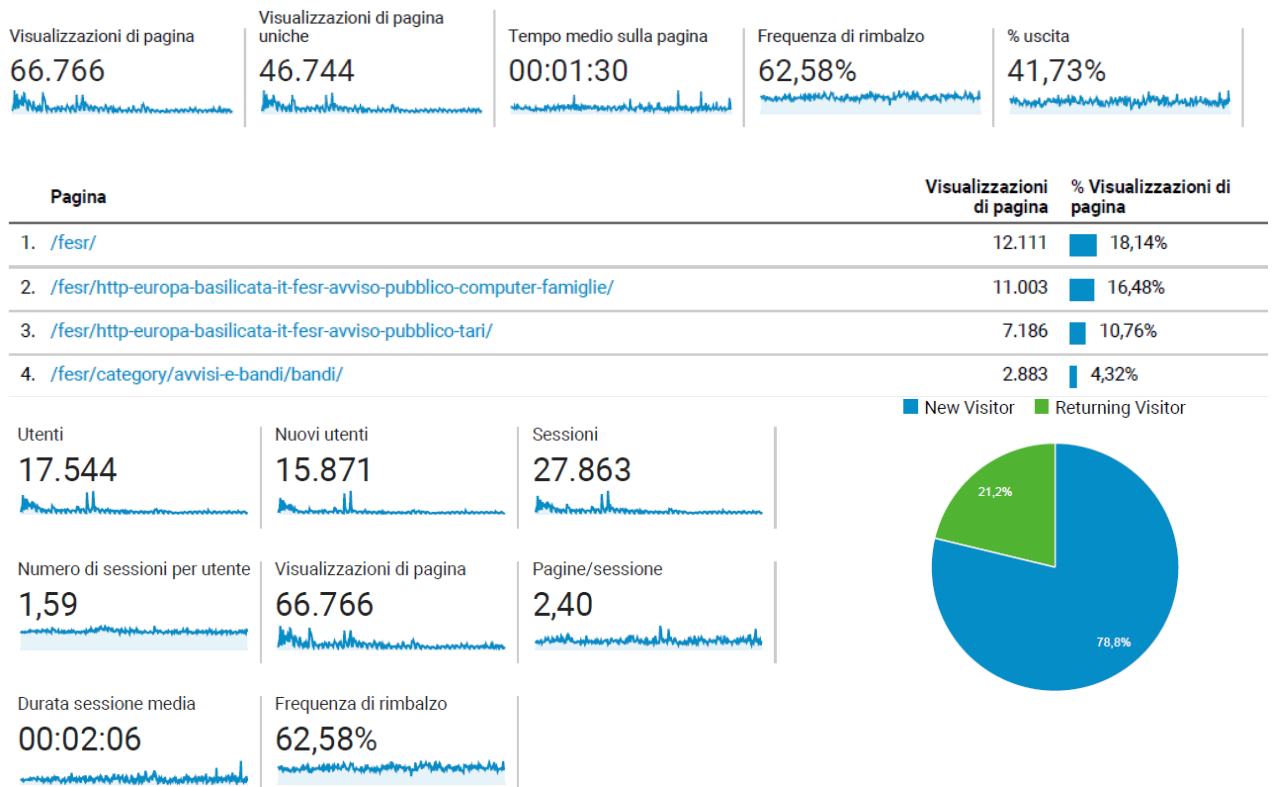 Visualizzazioni di pagina
66.766
Visualizzazioni di pagina
uniche
46.744
Tempo medio sulla pagina
00:01:30
Frequenza di rimbalzo
62,58%
% uscita
41,73%
Pagina
Visualizzazioni
di pagina
% Visualizzazioni di
pagina
1. /fesr/ 12.111 18,14%
2. /fesr/http-europa-basilicata-it-fesr-avviso-pubblico-computer-famiglie/ 11.003 16,48%
3. /fesr/http-europa-basilicata-it-fesr-avviso-pubblico-tari/ 7.186 10,76%
4. /fesr/category/avvisi-e-bandi/bandi/ 2.883 4,32%
Utenti
17.544
Nuovi utenti
15.871
Sessioni
27.863
Numero di sessioni per utente
1,59
Visualizzazioni di pagina
66.766
Pagine/sessione
2,40
Durata sessione media
00:02:06
Frequenza di rimbalzo
62,58%
New Visitor Returning Visitor
21,2%
78,8%